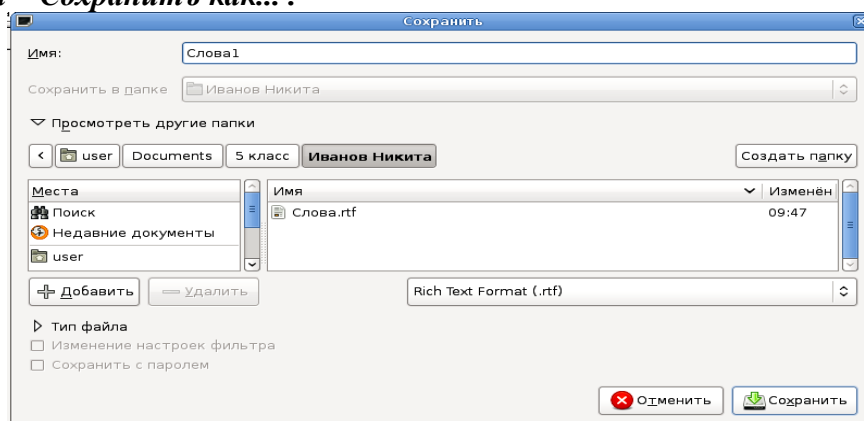 Сохранить как... .
Сохранить
Имя: Слова1
Сохранить в папке Иванов Никита
Просмотреть другие папки
< user Documents 5 класс Иванов Никита Создать папку
Места Имя Изменён
Поиск Слова.rtf 09:47
Недавние документы
user
Добавить Удалить Rich Text Format (.rtf)
Тип файла
Изменение настроек фильтра
Сохранить с паролем
Отменить Сохранить